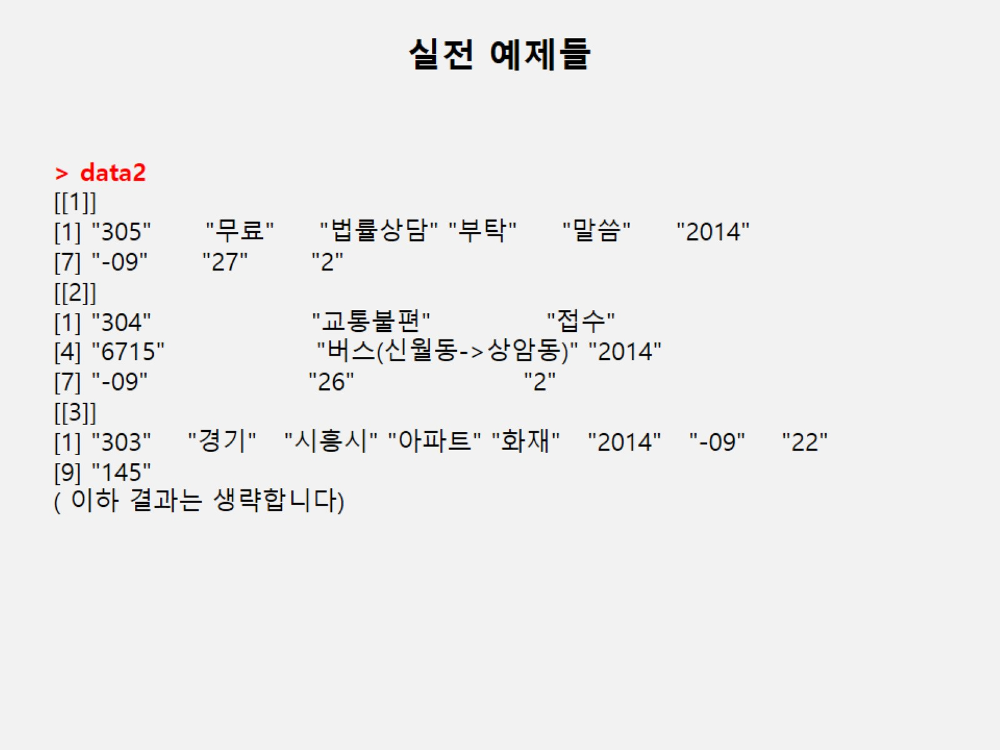 실전 예제들
> data2
[[1]]
[1] "305" "무료" "법률상담" "부탁" "말씀" "2014"
[7] "-09" "27" "2"
[[2]]
[1] "304" "교통불편" "접수"
[4] "6715" "버스(신월동->상암동)" "2014"
[7] "-09" "26" "2"
[[3]]
[1] "303" "경기" "시흥시" "아파트" "화재" "2014" "-09" "22"
[9] "145"
( 이하 결과는 생략합니다)